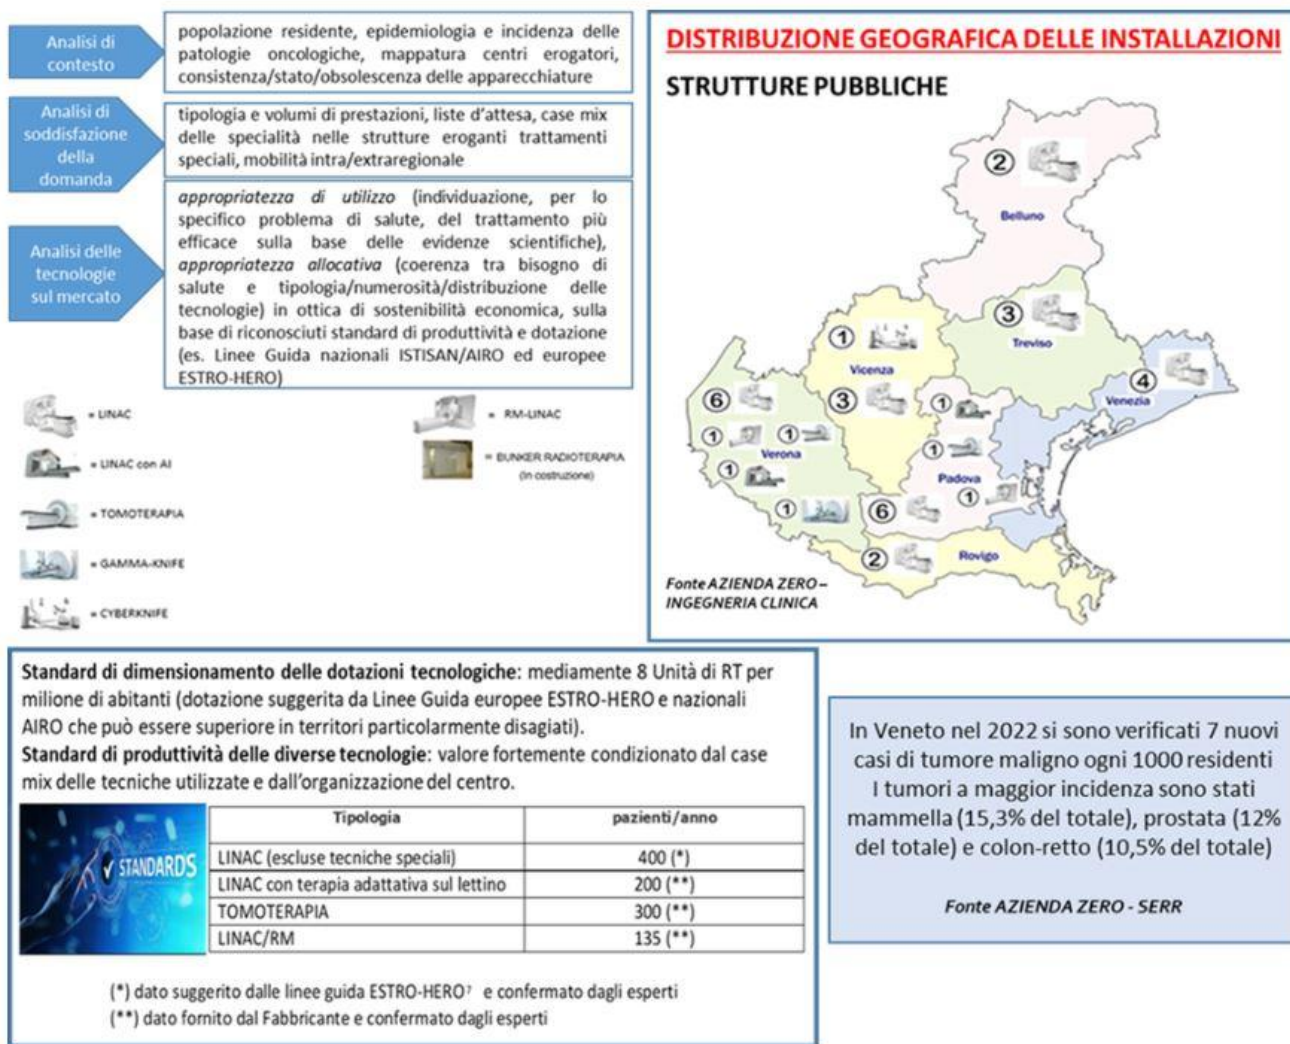 Analisi di
contesto
popolazione residente, epidemiologia e incidenza delle
patologie oncologiche, mappatura centri erogatori,
consistenza/stato/obsolescenza delle apparecchiature
Analisi di
soddisfazione
della
domanda
tipologia e volumi di prestazioni, liste d'attesa, case mix
delle specialità nelle strutture eroganti trattamenti
speciali, mobilità intra/extraregionale
Analisi delle
tecnologie
sul mercato
appropriatezza di utilizzo (individuazione, per lo
specifico problema di salute, del trattamento più
efficace sulla base delle evidenze scientifiche),
appropriatezza allocativa (coerenza tra bisogno di
salute e tipologia/numerosità/distribuzione delle
tecnologie) in ottica di sostenibilità economica, sulla
base di riconosciuti standard di produttività e dotazione
(es. Linee Guida nazionali ISTISAN/AIRO ed europee
ESTRO-HERO)
= LINAC
= LINAC con AI
= TOMOTERAPIA
= GAMMA-KNIFE
= CYBERKNIFE
= RM-LINAC
= BUNKER RADIOTERAPIA
(In costruzione)
DISTRIBUZIONE GEOGRAFICA DELLE INSTALLAZIONI
STRUTTURE PUBBLICHE
2
Belluno
3
Treviso
1
Vicenza
3
4
Venezia
6
1
1
Verona
1
1
1
1
Padova
1
6
2
Rovigo
Fonte AZIENDA ZERO –
INGEGNERIA CLINICA
Standard di dimensionamento delle dotazioni tecnologiche: mediamente 8 Unità di RT per
milione di abitanti (dotazione suggerita da Linee Guida europee ESTRO-HERO e nazionali
AIRO che può essere superiore in territori particolarmente disagiati).
Standard di produttività delle diverse tecnologie: valore fortemente condizionato dal case
mix delle tecniche utilizzate e dall'organizzazione del centro.
STANDARDS
Tipologia pazienti/anno
LINAC (escluse tecniche speciali) 400 (*)
LINAC con terapia adattativa sul lettino 200 (**)
TOMOTERAPIA 300 (**)
LINAC/RM 135 (**)
(*) dato suggerito dalle linee guida ESTRO-HERO⁷ e confermato dagli esperti
(**) dato fornito dal Fabbricante e confermato dagli esperti
In Veneto nel 2022 si sono verificati 7 nuovi
casi di tumore maligno ogni 1000 residenti
I tumori a maggior incidenza sono stati
mammella (15,3% del totale), prostata (12%
del totale) e colon-retto (10,5% del totale)
Fonte AZIENDA ZERO - SERR